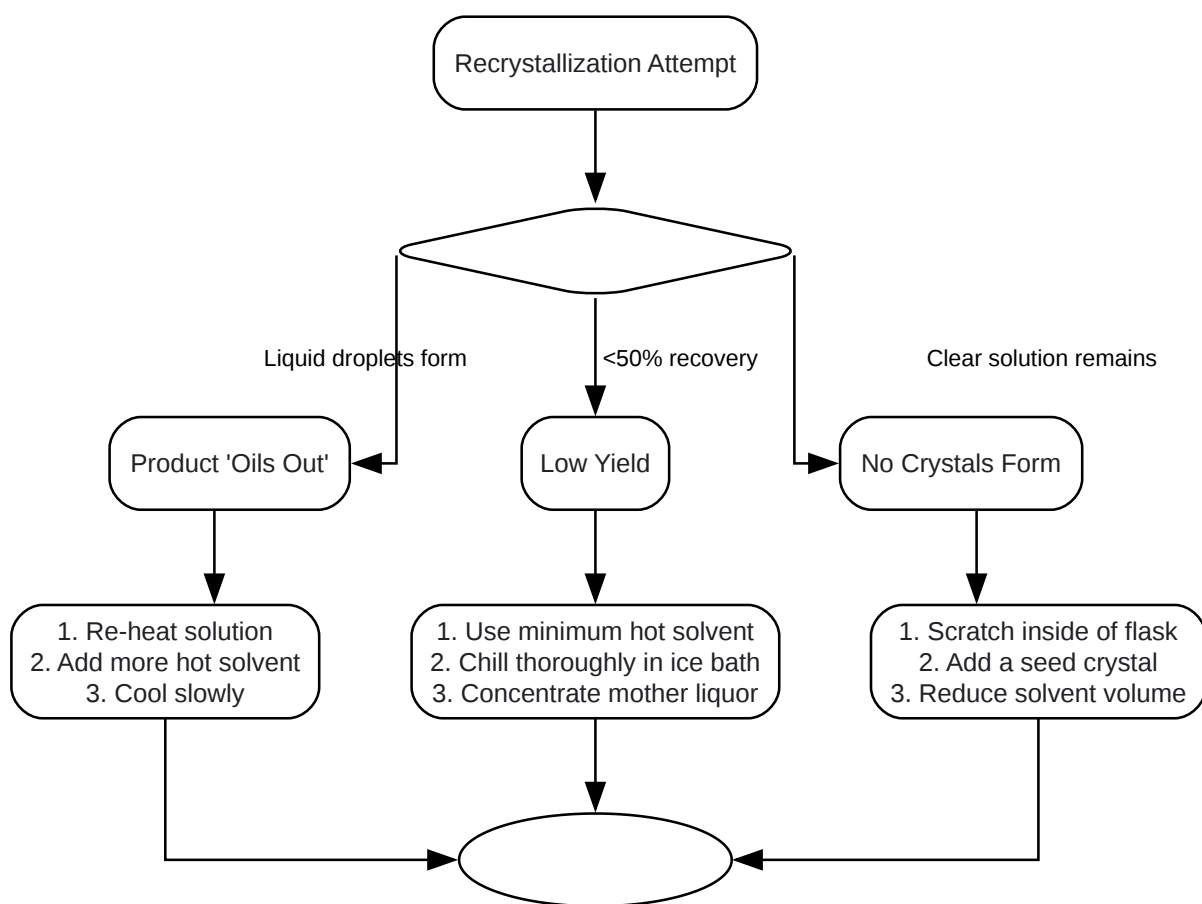 Recrystallization Attempt
Liquid droplets form
<50% recovery
Clear solution remains
Product 'Oils Out'
Low Yield
No Crystals Form
1. Re-heat solution
2. Add more hot solvent
3. Cool slowly
1. Use minimum hot solvent
2. Chill thoroughly in ice bath
3. Concentrate mother liquor
1. Scratch inside of flask
2. Add a seed crystal
3. Reduce solvent volume